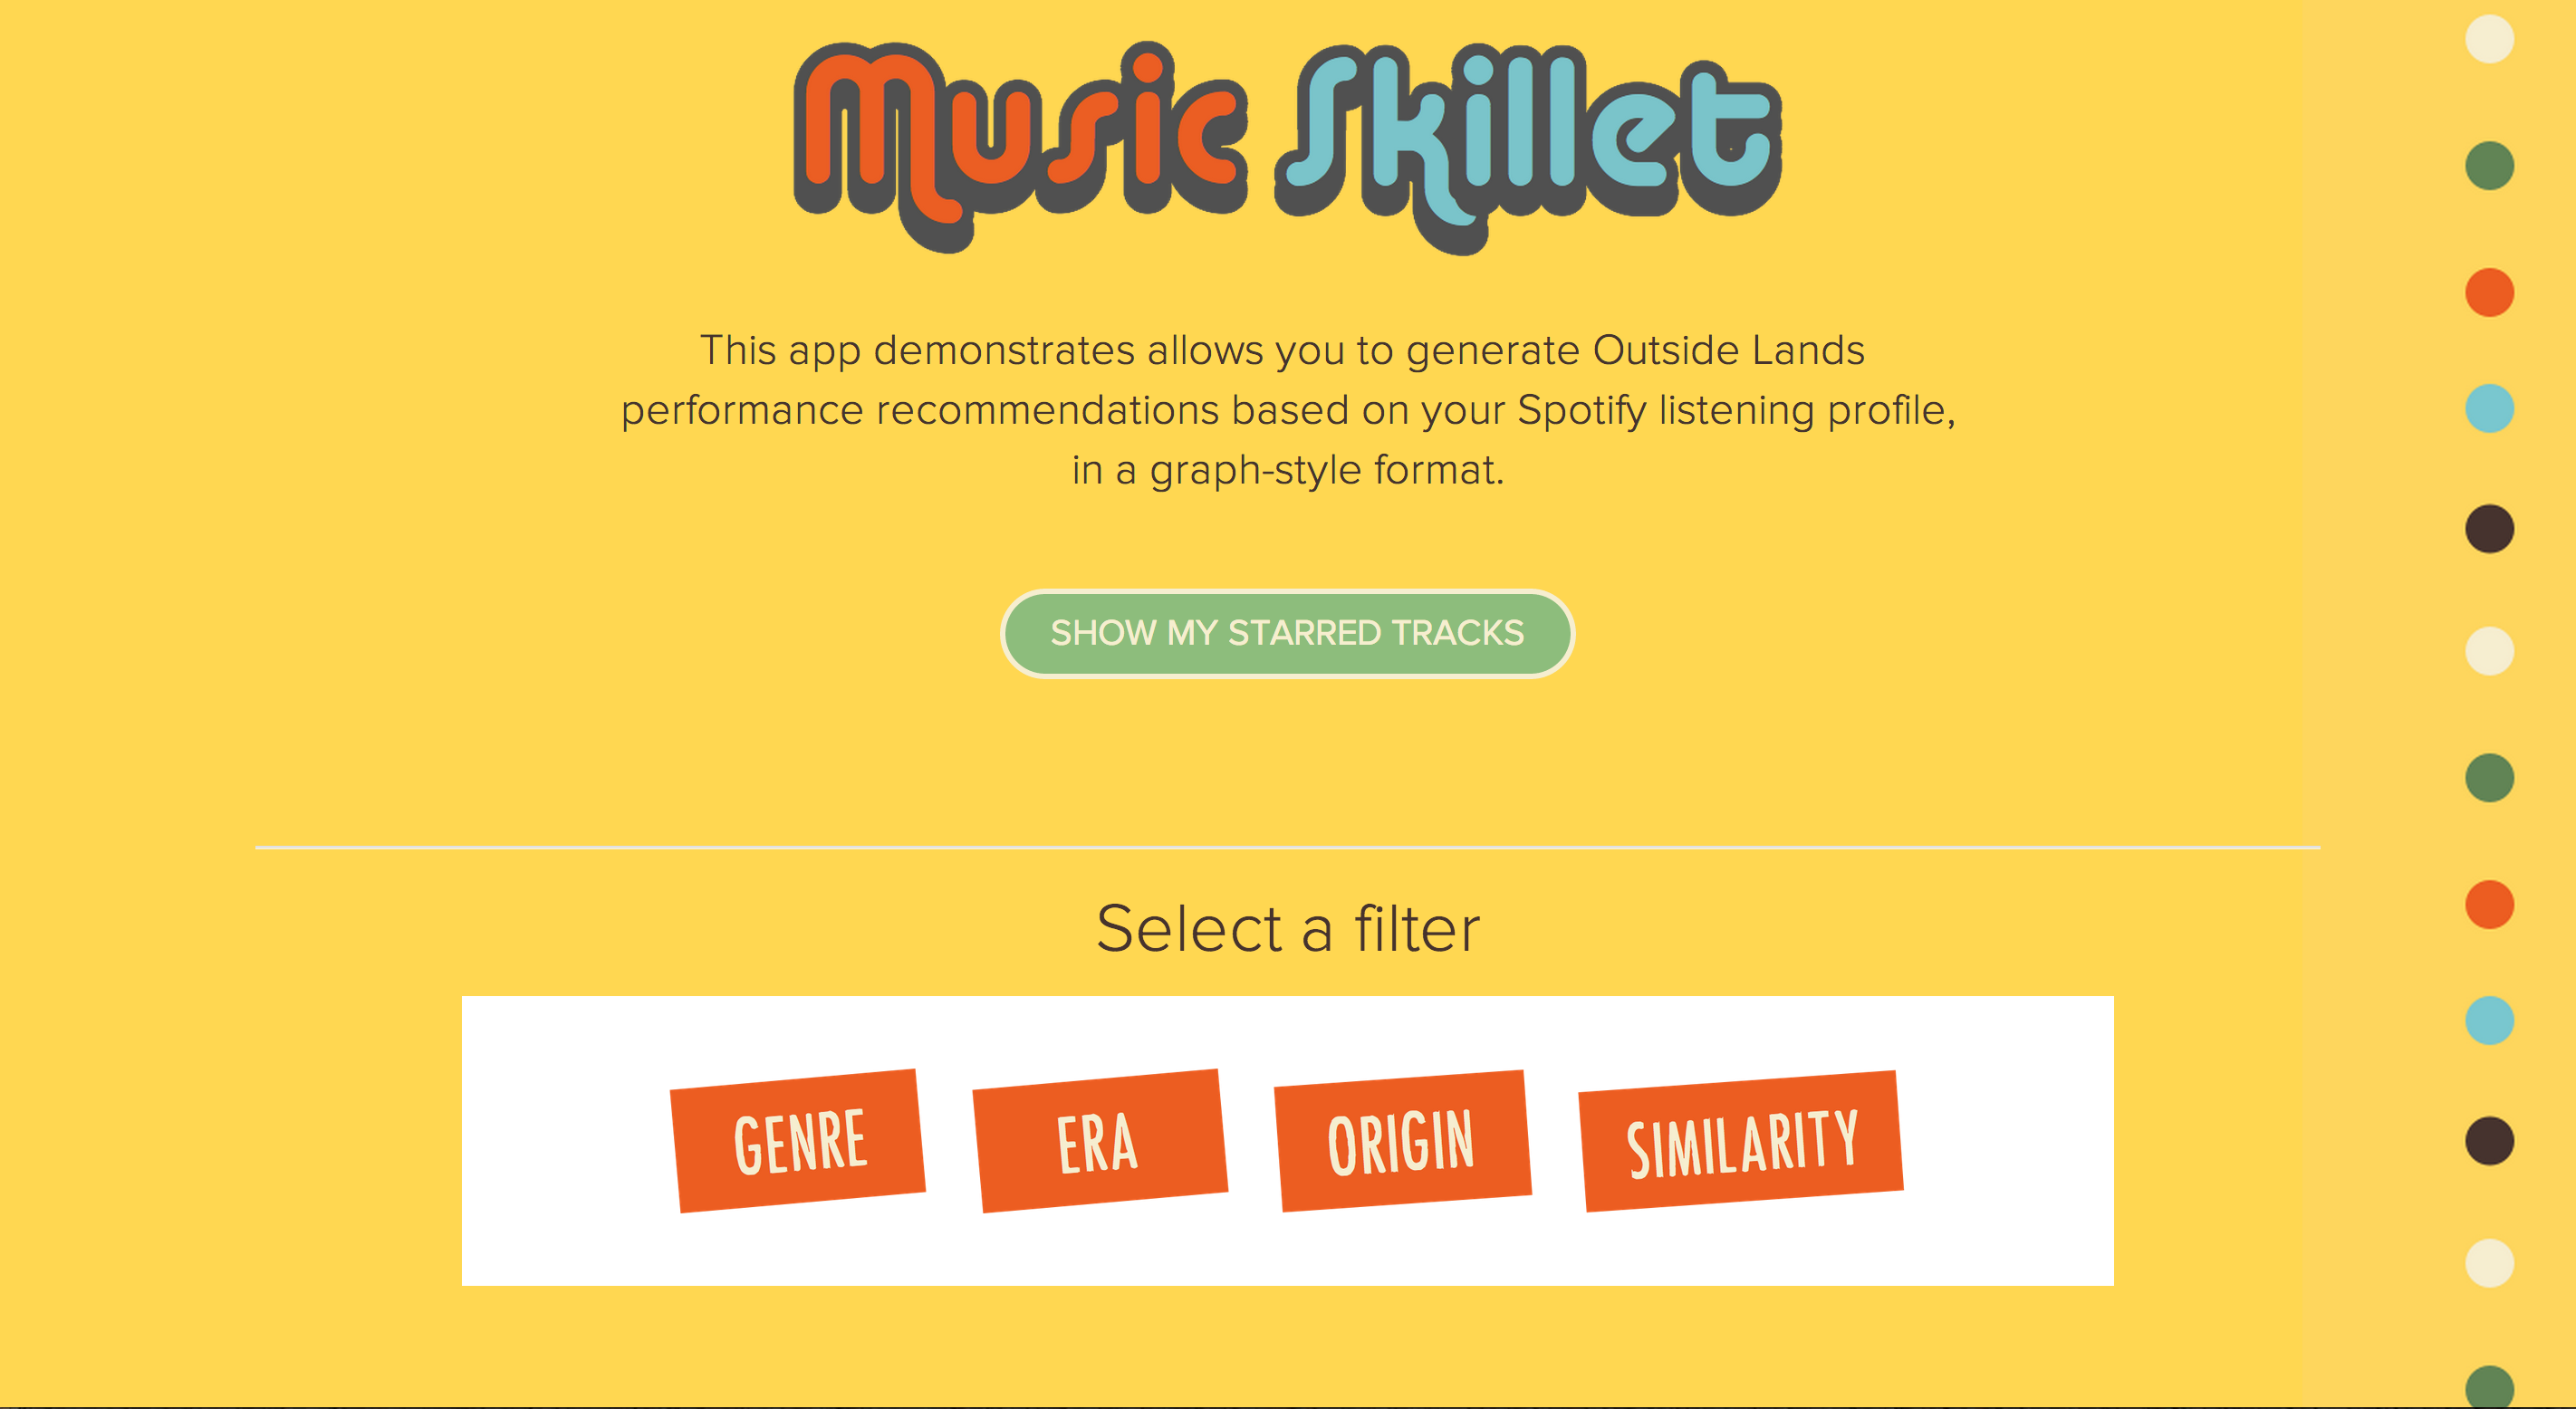 Music Skillet
This app demonstrates allows you to generate Outside Lands
performance recommendations based on your Spotify listening profile,
in a graph-style format.
SHOW MY STARRED TRACKS
Select a filter
GENRE ERA ORIGIN SIMILARITY